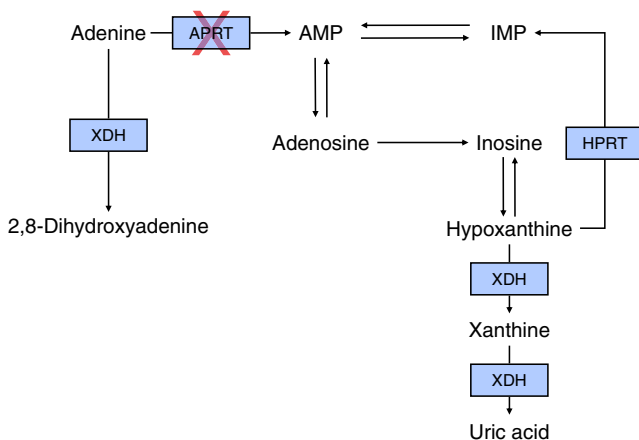 Adenine APRT AMP IMP
XDH
Adenosine Inosine HPRT
2,8-Dihydroxyadenine
Hypoxanthine
XDH
Xanthine
XDH
Uric acid